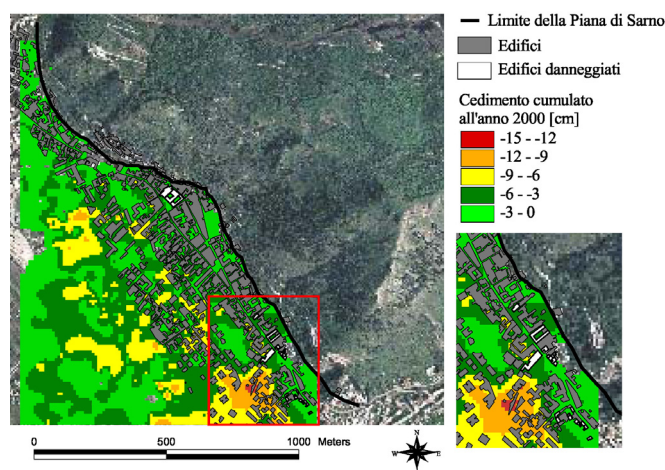 Limite della Piana di Sarno
Edifici
Edifici danneggiati
Cedimento cumulato
all'anno 2000 [cm]
-15 - -12
-12 - -9
-9 - -6
-6 - -3
-3 - 0
0 500 1000 Meters
N
W E
S